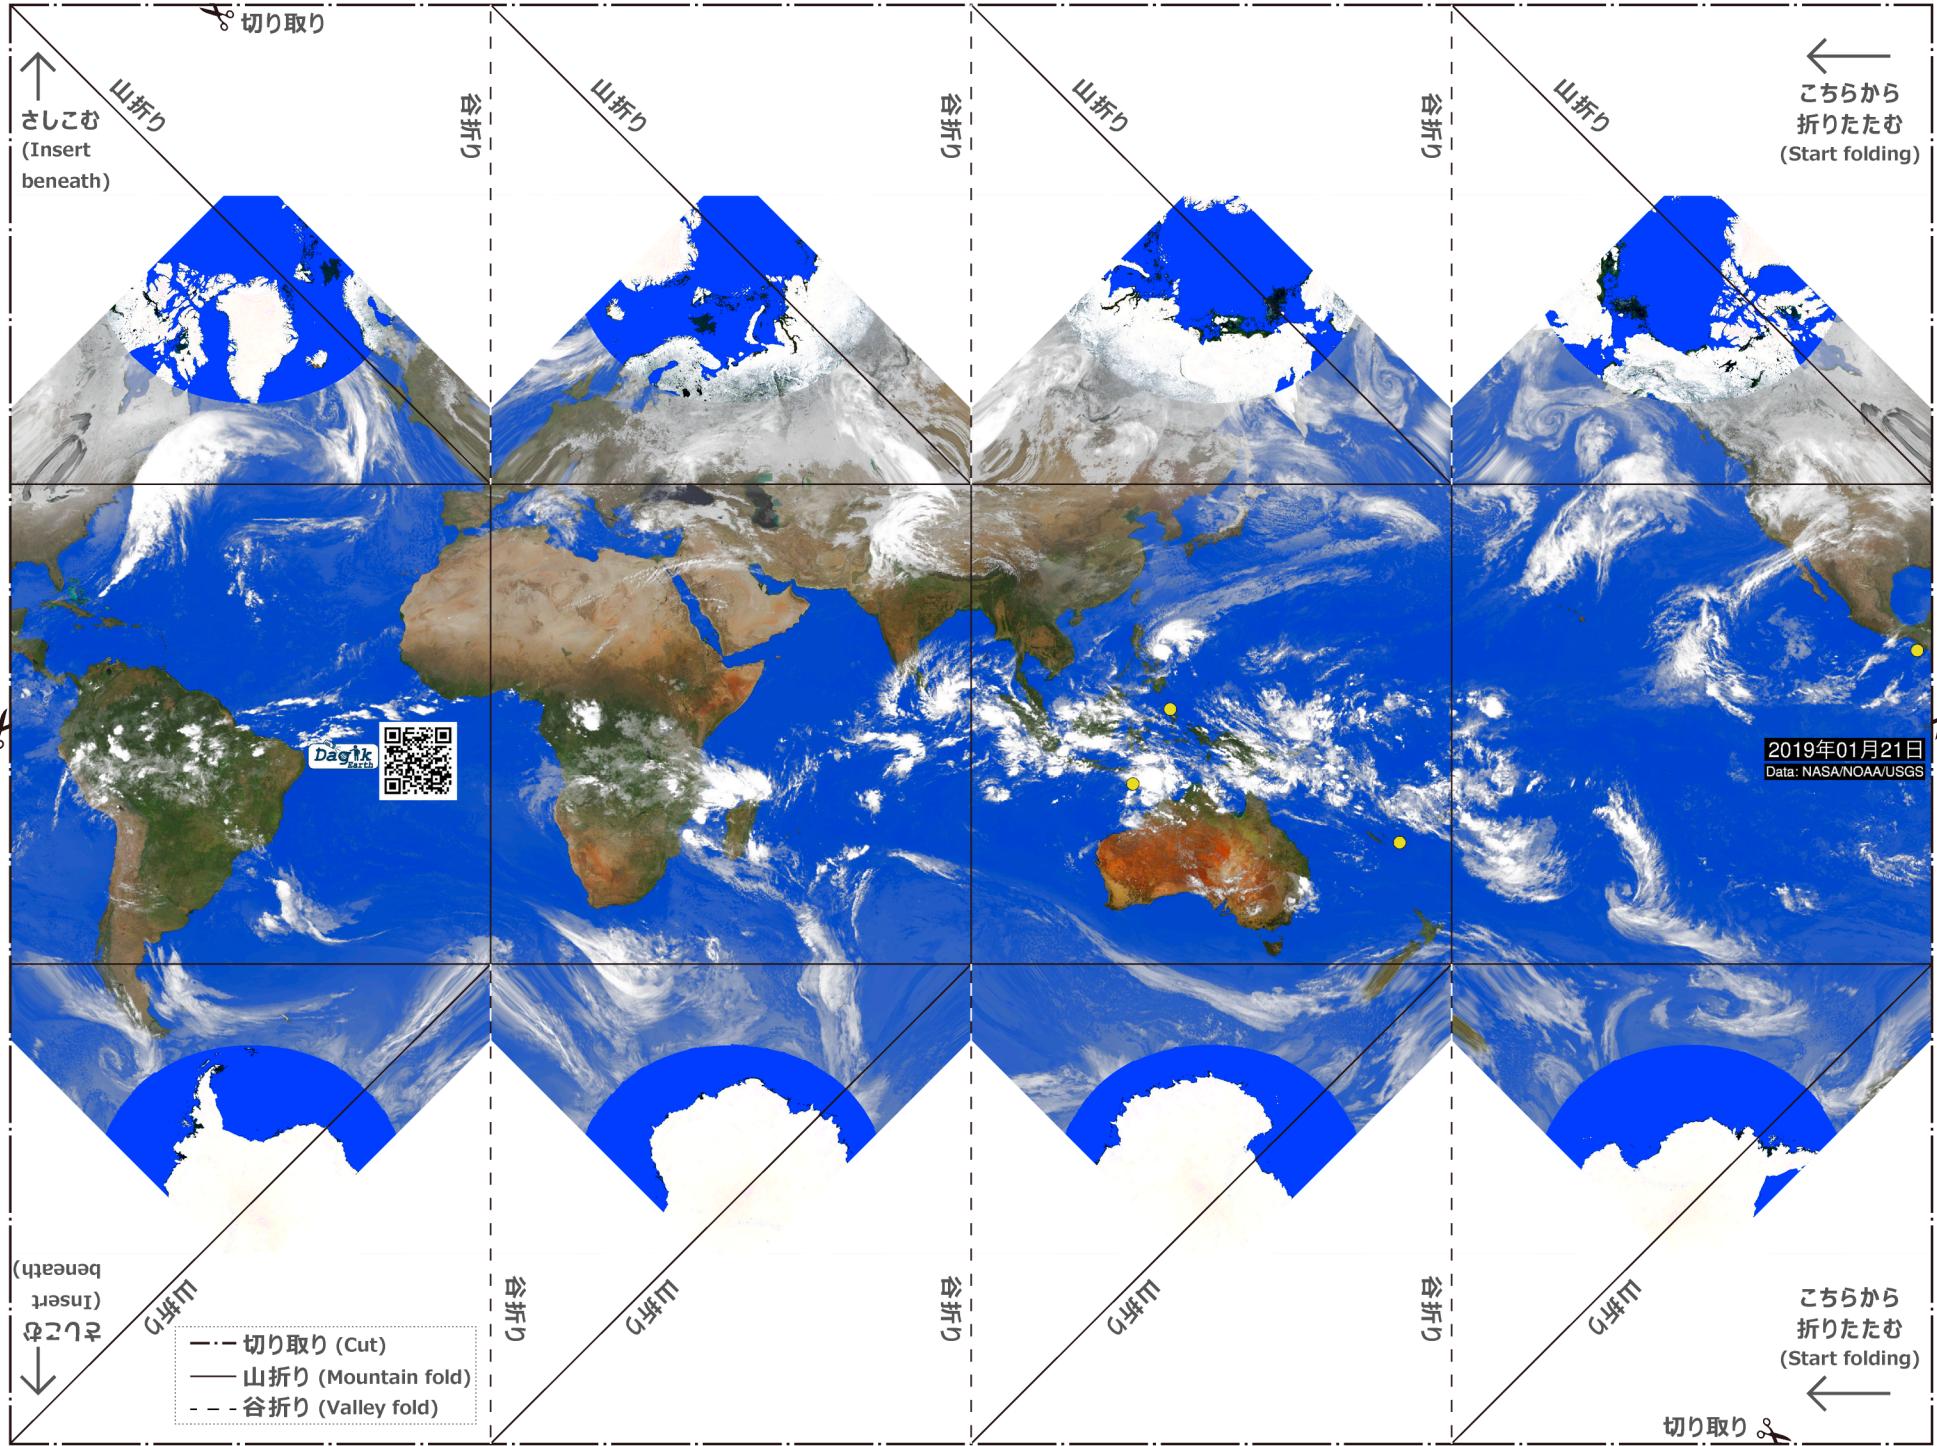 切り取り
さしこむ
(Insert
beneath)
山折り
谷折り
山折り
谷折り
山折り
谷折り
山折り
こちらから
折りたたむ
(Start folding)
Dagik
Earth
2019年01月21日
Data: NASA/NOAA/USGS
さしこむ
(Insert
beneath)
山折り
谷折り
山折り
谷折り
山折り
谷折り
山折り
切り取り (Cut)
山折り (Mountain fold)
谷折り (Valley fold)
こちらから
折りたたむ
(Start folding)
切り取り